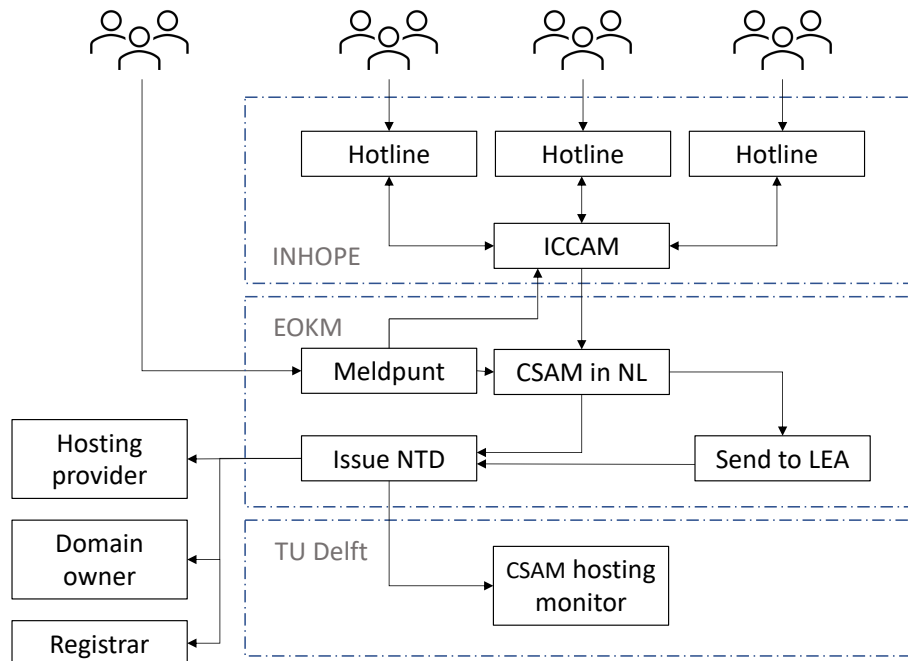 Hotline
Hotline
Hotline
ICCAM
INHOPE
EOKM
Meldpunt
CSAM in NL
Hosting
provider
Issue NTD
Send to LEA
Domain
owner
TU Delft
CSAM hosting
monitor
Registrar